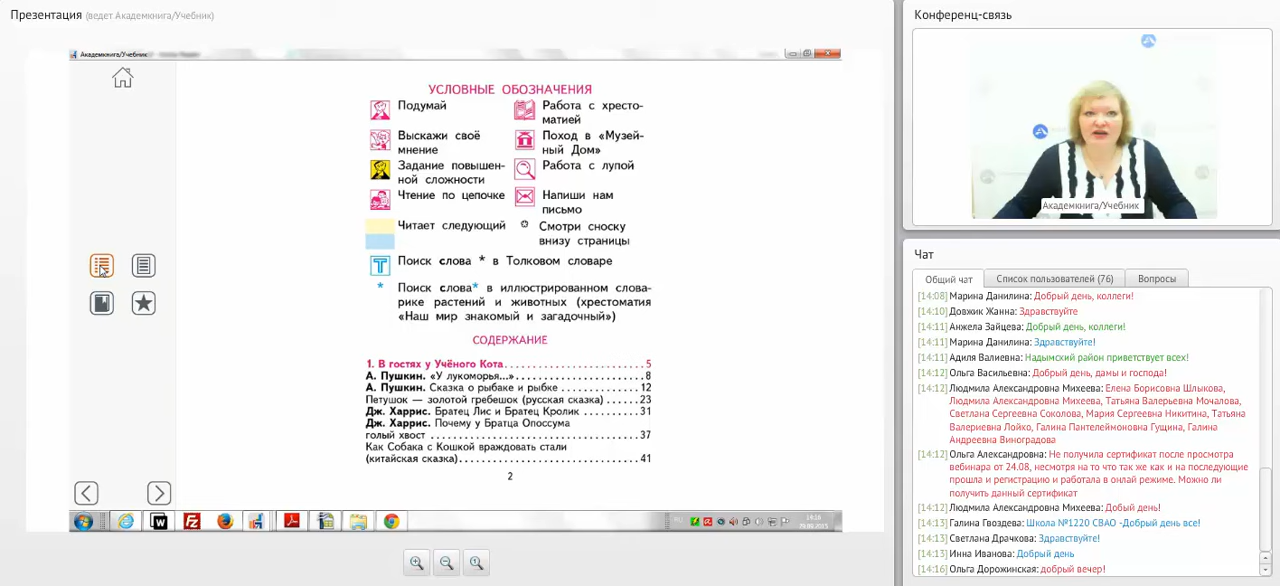 Презентация (ведет Академкнига/Учебник)
Академкнига/Учебник
УСЛОВНЫЕ ОБОЗНАЧЕНИЯ
Подумай
Выскажи своё
мнение
Задание повышен-
ной сложности
Чтение по цепочке
Читает следующий
Работа с хресто-
матией
Поход в «Музей-
ный Дом»
Работа с лупой
Напиши нам
письмо
Смотри сноску
внизу страницы
Т Поиск слова * в Толковом словаре
* Поиск слова* в иллюстрированном слова-
рике растений и животных (хрестоматия
«Наш мир знакомый и загадочный»)
СОДЕРЖАНИЕ
1. В гостях у Учёного Кота 5
А. Пушкин. «У лукоморья...» 8
А. Пушкин. Сказка о рыбаке и рыбке 12
Петушок — золотой гребешок (русская сказка) 23
Дж. Харрис. Братец Лис и Братец Кролик 31
Дж. Харрис. Почему у Братца Опоссума
голый хвост 37
Как Собака с Кошкой враждовать стали
(китайская сказка) 41
2
Конференц-связь
Академкнига/Учебник
Чат
Общий чат
Список пользователей (76)
Вопросы
[14:08] Марина Данилина: Добрый день, коллеги!
[14:10] Довжик Жанна: Здравствуйте
[14:11] Анжела Зайцева: Добрый день, коллеги!
[14:11] Марина Данилина: Здравствуйте!
[14:11] Адиля Валиевна: Надымский район приветствует всех!
[14:12] Ольга Васильевна: Добрый день, дамы и господа!
[14:12] Людмила Александровна Михеева: Елена Борисовна Шлыкова,
Людмила Александровна Михеева, Татьяна Валерьевна Мочалова,
Светлана Сергеевна Соколова, Мария Сергеевна Никитина, Татьяна
Валериевна Лойхо, Галина Пантелеймоновна Гущина, Галина
Андреевна Виноградова
[14:12] Ольга Александровна: Не получила сертификат после просмотра
вебинара от 24.08, несмотря на то что так же как и на последующие
прошла и регистрацию и работала в онлай режиме. Можно ли
получить данный сертификат
[14:12] Людмила Александровна Михеева: Добый день!
[14:13] Галина Гвоздева: Школа №1220 СВАО -Добрый день все!
[14:13] Светлана Драчкова: Здравствуйте!
[14:13] Инна Иванова: Добрый день
[14:16] Ольга Дорожинская: добрый вечер!